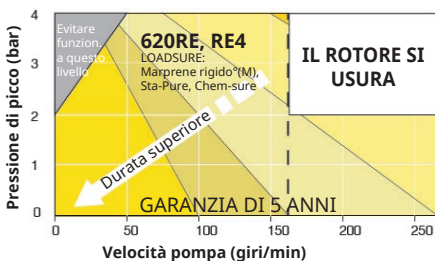 Pressione di picco (bar)
4
3
2
1
0
Evitare
funzion.
a questo
livello
620RE, RE4
LOADSURE:
Marprene rigido°(M),
Sta-Pure, Chem-sure
IL ROTORE SI
USURA
Durata superiore
GARANZIA DI 5 ANNI
0 50 100 150 200 250
Velocità pompa (giri/min)